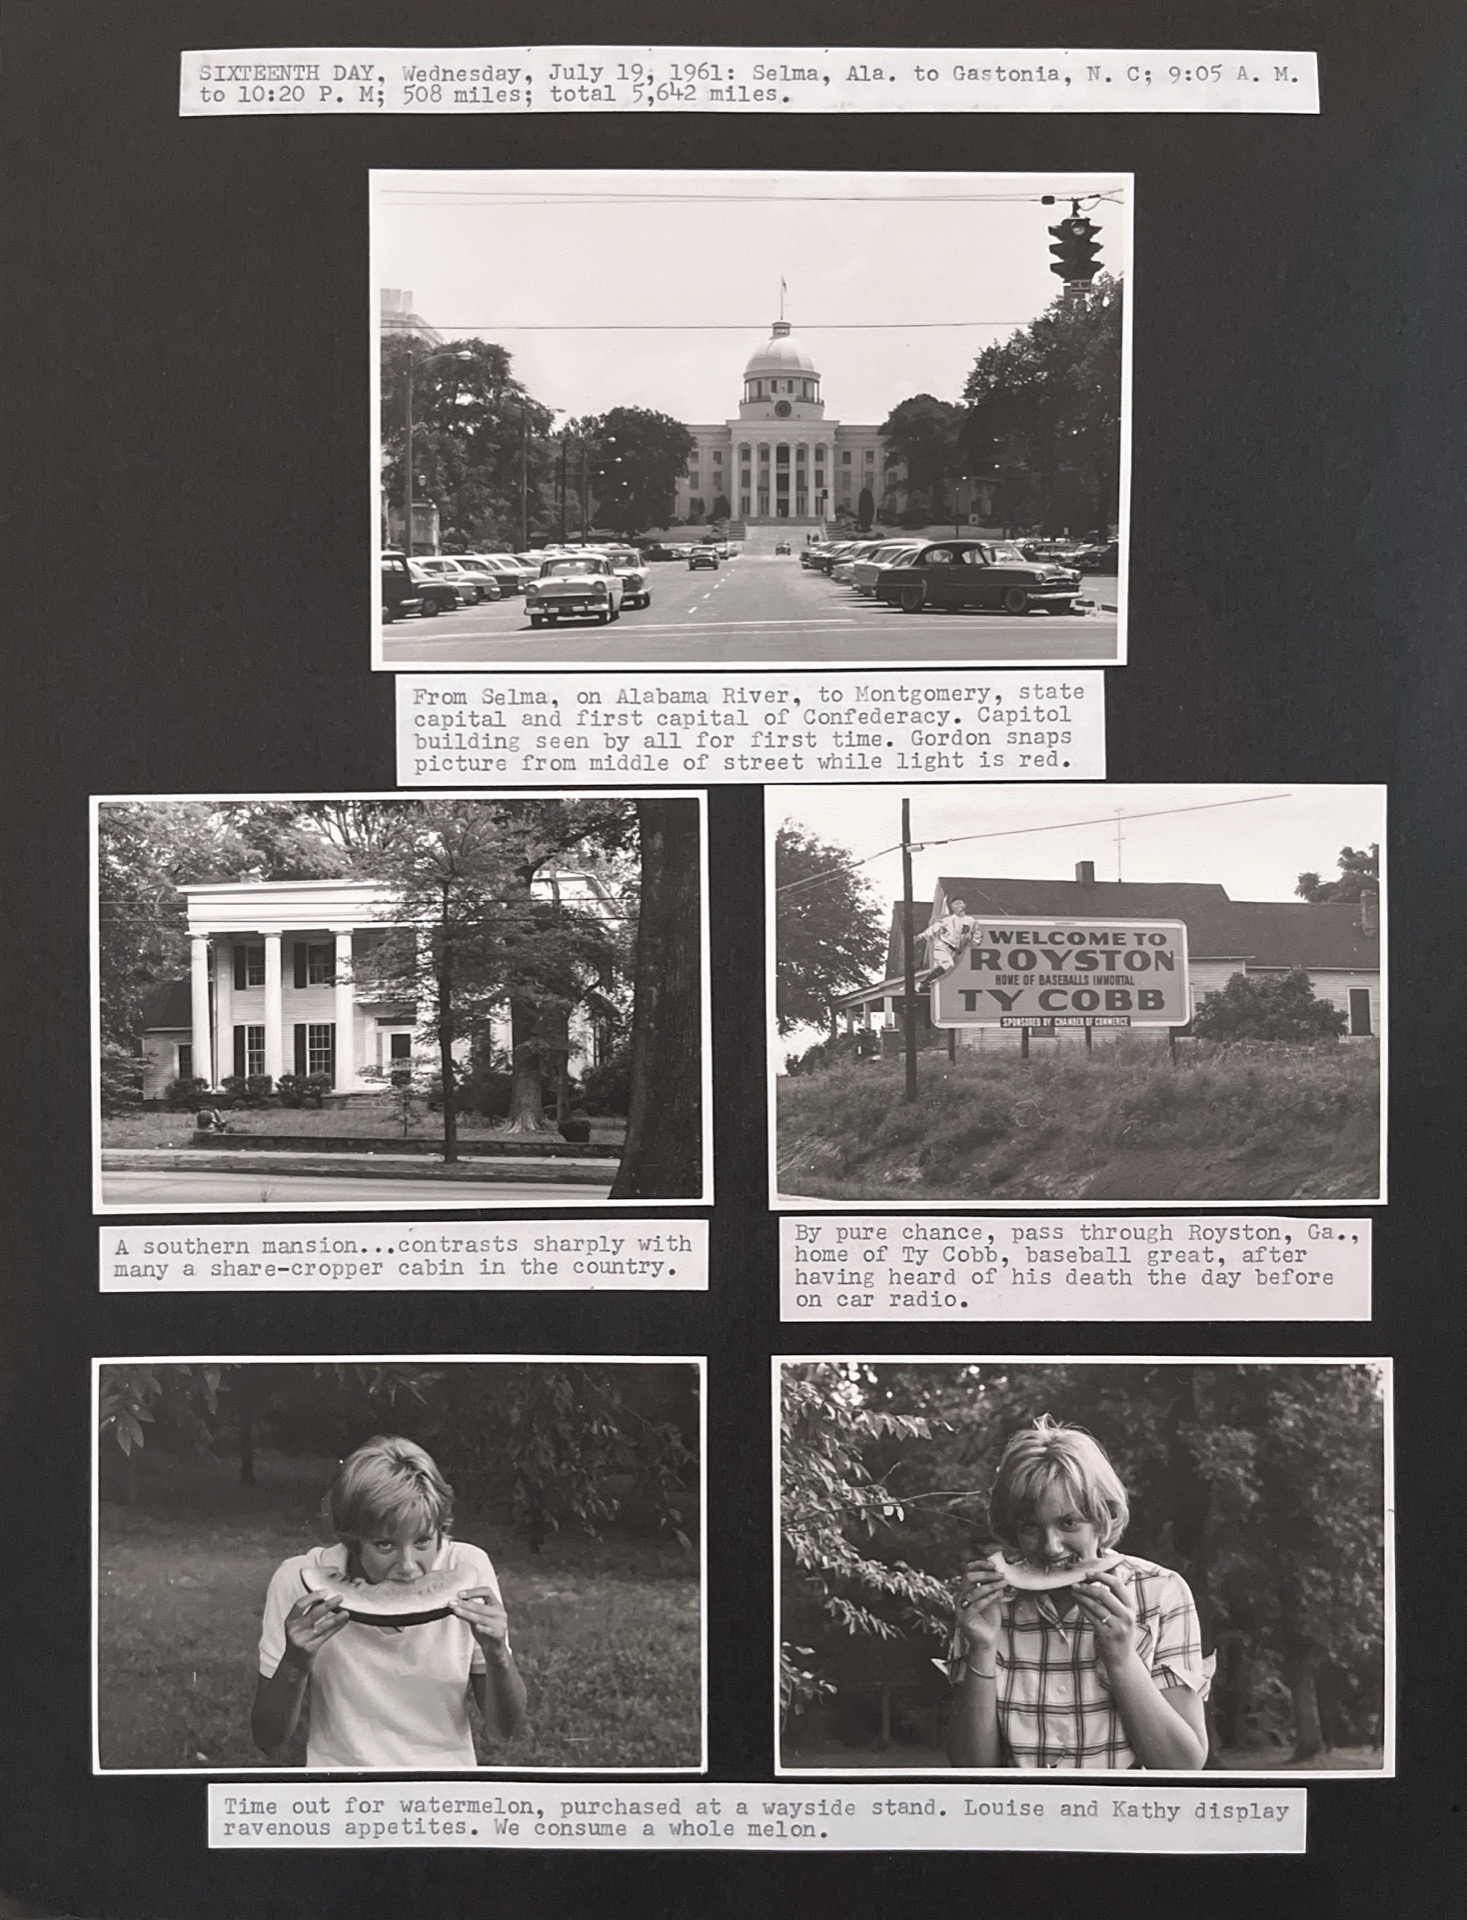 SIXTEENTH DAY, Wednesday, July 19, 1961: Selma, Ala. to Gastonia, N. C; 9:05 A. M.
to 10:20 P. M; 508 miles; total 5,642 miles.
From Selma, on Alabama River, to Montgomery, state
capital and first capital of Confederacy. Capitol
building seen by all for first time. Gordon snaps
picture from middle of street while light is red.
WELCOME TO
ROYSTON
HOME OF BASEBALLS IMMORTAL
TY COBB
SPONSORED BY CHAMBER OF COMMERCE
A southern mansion...contrasts sharply with
many a share-cropper cabin in the country.
By pure chance, pass through Royston, Ga.,
home of Ty Cobb, baseball great, after
having heard of his death the day before
on car radio.
Time out for watermelon, purchased at a wayside stand. Louise and Kathy display
ravenous appetites. We consume a whole melon.